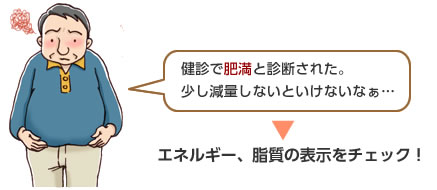 健診で肥満と診断された。
少し減量しないといけないなぁ…
エネルギー、脂質の表示をチェック！